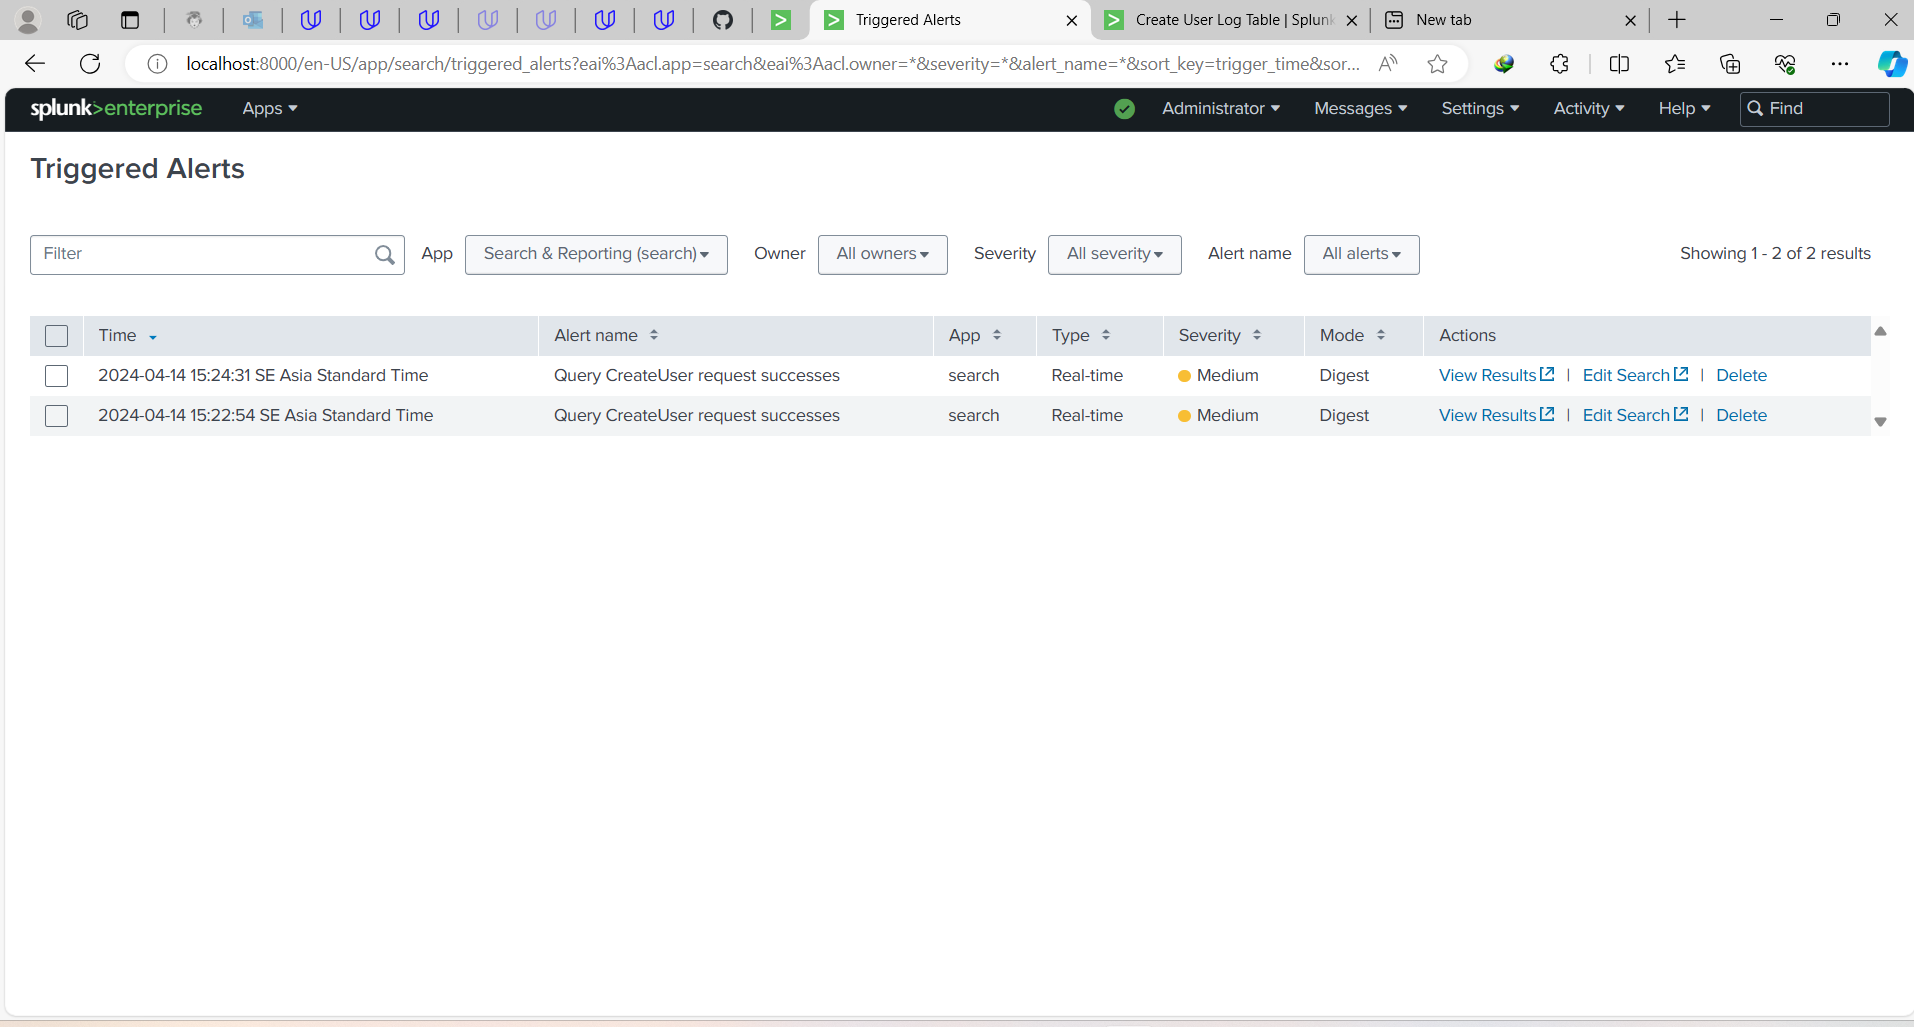 Triggered Alerts
Create User Log Table | Splunk
New tab
localhost:8000/en-US/app/search/triggered_alerts?eai%3Aacl.app=search&eai%3Aacl.owner=*&severity=*&alert_name=*&sort_key=trigger_time&sor...
splunk>enterprise Apps Administrator Messages Settings Activity Help Find
Triggered Alerts
Filter App Search & Reporting (search) Owner All owners Severity All severity Alert name All alerts Showing 1 - 2 of 2 results
Time Alert name App Type Severity Mode Actions
2024-04-14 15:24:31 SE Asia Standard Time Query CreateUser request successes search Real-time Medium Digest View Results | Edit Search | Delete
2024-04-14 15:22:54 SE Asia Standard Time Query CreateUser request successes search Real-time Medium Digest View Results | Edit Search | Delete